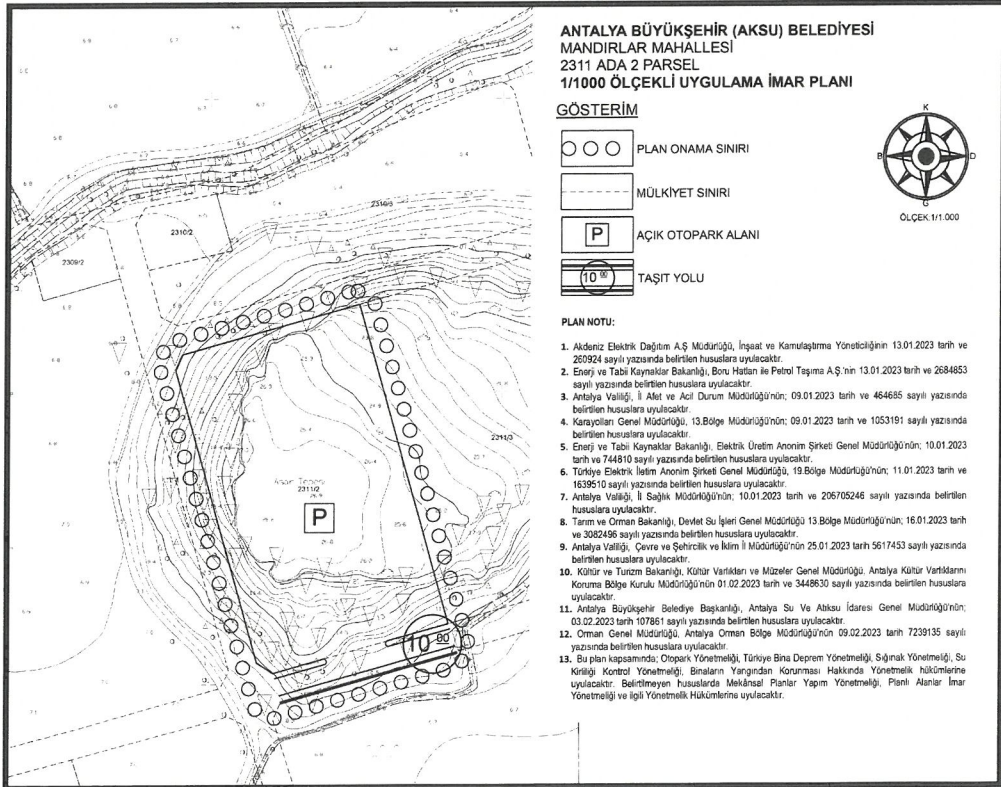 ANTALYA BÜYÜKŞEHİR (AKSU) BELEDİYESİ
MANDIRLAR MAHALLESİ
2311 ADA 2 PARSEL
1/1000 ÖLÇEKLİ UYGULAMA İMAR PLANI
GÖSTERİM
PLAN ONAMA SINIRI
MÜLKİYET SINIRI
P AÇIK OTOPARK ALANI
10 00 TAŞIT YOLU
K
B D
G
ÖLÇEK:1/1.000
PLAN NOTU:
1. Akdeniz Elektrik Dağıtım A.Ş Müdürlüğü, İnşaat ve Kamulaştırma Yöneticiliğinin 13.01.2023 tarih ve
260924 sayılı yazısında belirtilen hususlara uyulacaktır.
2. Enerji ve Tabii Kaynaklar Bakanlığı, Boru Hatları ile Petrol Taşıma A.Ş.'nin 13.01.2023 tarih ve 2684853
sayılı yazısında belirtilen hususlara uyulacaktır.
3. Antalya Valiliği, İl Afet ve Acil Durum Müdürlüğü'nün; 09.01.2023 tarih ve 464685 sayılı yazısında
belirtilen hususlara uyulacaktır.
4. Karayolları Genel Müdürlüğü, 13.Bölge Müdürlüğü'nün; 09.01.2023 tarih ve 1053191 sayılı yazısında
belirtilen hususlara uyulacaktır.
5. Enerji ve Tabii Kaynaklar Bakanlığı, Elektrik Üretim Anonim Şirketi Genel Müdürlüğü'nün; 10.01.2023
tarih ve 744810 sayılı yazısında belirtilen hususlara uyulacaktır.
6. Türkiye Elektrik İletim Anonim Şirketi Genel Müdürlüğü, 19.Bölge Müdürlüğü'nün; 11.01.2023 tarih ve
1639510 sayılı yazısında belirtilen hususlara uyulacaktır.
7. Antalya Valiliği, İl Sağlık Müdürlüğü'nün; 10.01.2023 tarih ve 206705246 sayılı yazısında belirtilen
hususlara uyulacaktır.
8. Tarım ve Orman Bakanlığı, Devlet Su İşleri Genel Müdürlüğü 13.Bölge Müdürlüğü'nün; 16.01.2023 tarih
ve 3082496 sayılı yazısında belirtilen hususlara uyulacaktır.
9. Antalya Valiliği, Çevre ve Şehircilik ve İklim İl Müdürlüğü'nün 25.01.2023 tarih 5617453 sayılı yazısında
belirtilen hususlara uyulacaktır.
10. Kültür ve Turizm Bakanlığı, Kültür Varlıkları ve Müzeler Genel Müdürlüğü, Antalya Kültür Varlıklarını
Koruma Bölge Kurulu Müdürlüğü'nün 01.02.2023 tarih ve 3448630 sayılı yazısında belirtilen hususlara
uyulacaktır.
11. Antalya Büyükşehir Belediye Başkanlığı, Antalya Su Ve Atıksu İdaresi Genel Müdürlüğü'nün;
03.02.2023 tarih 107861 sayılı yazısında belirtilen hususlara uyulacaktır.
12. Orman Genel Müdürlüğü, Antalya Orman Bölge Müdürlüğü'nün 09.02.2023 tarih 7239135 sayılı
yazısında belirtilen hususlara uyulacaktır.
13. Bu plan kapsamında; Otopark Yönetmeliği, Türkiye Bina Deprem Yönetmeliği, Sığınak Yönetmeliği, Su
Kirliliği Kontrol Yönetmeliği, Binaların Yangından Korunması Hakkında Yönetmelik hükümlerine
uyulacaktır. Belirtilmeyen hususlarda Mekânsal Planlar Yapım Yönetmeliği, Planlı Alanlar İmar
Yönetmeliği ve ilgili Yönetmelik Hükümlerine uyulacaktır.
2310/3
2310/2
2309/2
2311/3
Asar Tepesi
2311/2
P
10 00